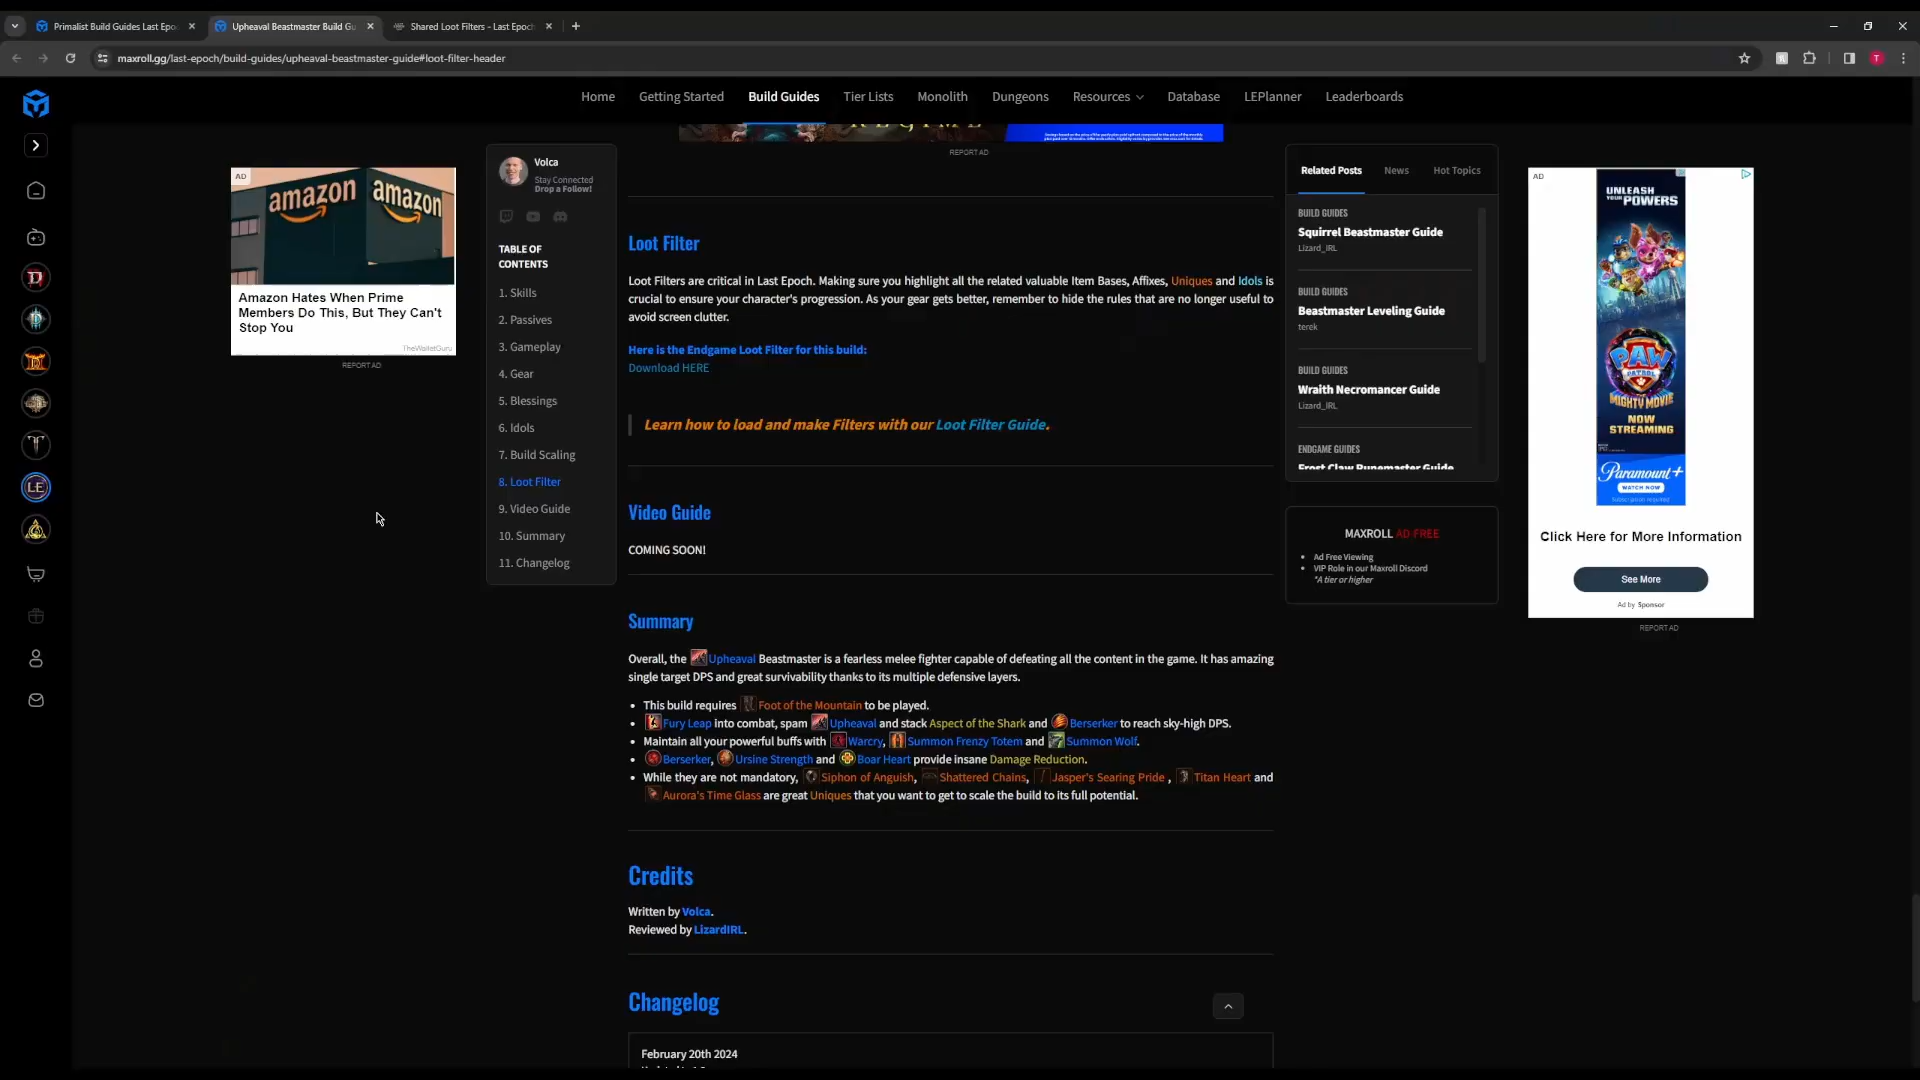 Primalist Build Guides Last Epo
Upheaval Beastmaster Build Gu
Shared Loot Filters - Last Epoch
maxroll.gg/last-epoch/build-guides/upheaval-beastmaster-guide#loot-filter-header
T
Home
Getting Started
Build Guides
Tier Lists
Monolith
Dungeons
Resources
Database
LEPlanner
Leaderboards
REPORT AD
AD
amazon
amazon
Amazon Hates When Prime
Members Do This, But They Can't
Stop You
TheWalletGuru
REPORT AD
Volca
Stay Connected
Drop a Follow!
TABLE OF
CONTENTS
1. Skills
2. Passives
3. Gameplay
4. Gear
5. Blessings
6. Idols
7. Build Scaling
8. Loot Filter
9. Video Guide
10. Summary
11. Changelog
LE
Loot Filter
Loot Filters are critical in Last Epoch. Making sure you highlight all the related valuable Item Bases, Affixes, Uniques and Idols is
crucial to ensure your character's progression. As your gear gets better, remember to hide the rules that are no longer useful to
avoid screen clutter.
Here is the Endgame Loot Filter for this build:
Download HERE
Learn how to load and make Filters with our Loot Filter Guide.
Video Guide
COMING SOON!
Summary
Overall, the Upheaval Beastmaster is a fearless melee fighter capable of defeating all the content in the game. It has amazing
single target DPS and great survivability thanks to its multiple defensive layers.
• This build requires Foot of the Mountain to be played.
• Fury Leap into combat, spam Upheaval and stack Aspect of the Shark and Berserker to reach sky-high DPS.
• Maintain all your powerful buffs with Warcry, Summon Frenzy Totem and Summon Wolf.
• Berserker, Ursine Strength and Boar Heart provide insane Damage Reduction.
• While they are not mandatory, Siphon of Anguish, Shattered Chains, Jasper's Searing Pride , Titan Heart and
Aurora's Time Glass are great Uniques that you want to get to scale the build to its full potential.
Credits
Written by Volca.
Reviewed by LizardIRL.
Changelog
February 20th 2024
Related Posts
News
Hot Topics
BUILD GUIDES
Squirrel Beastmaster Guide
Lizard_IRL
BUILD GUIDES
Beastmaster Leveling Guide
terek
BUILD GUIDES
Wraith Necromancer Guide
Lizard_IRL
ENDGAME GUIDES
Frost Claw Runemaster Guide
MAXROLL AD FREE
• Ad Free Viewing
• VIP Role in our Maxroll Discord
*A tier or higher
AD
UNLEASH
YOUR POWERS
PAW
PATROL
MIGHTY MOVIE
NOW
STREAMING
Paramount+
WATCH NOW
Click Here for More Information
See More
Ad by Sponsor
REPORT AD